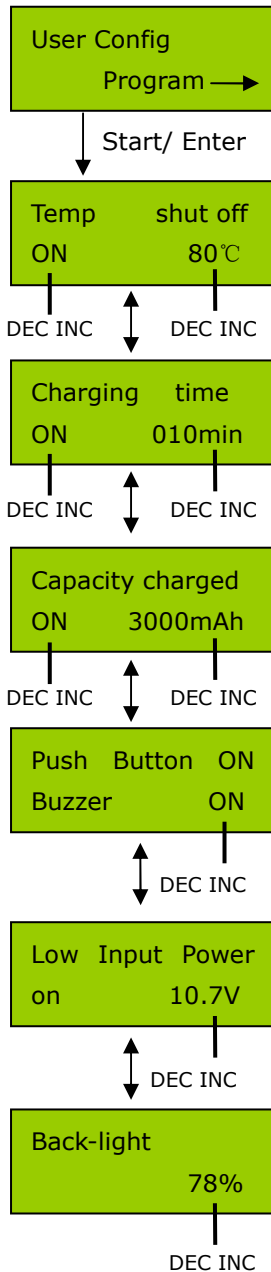 User Config
Program
Start/ Enter
Temp shut off
ON 80℃
DEC INC DEC INC
Charging time
ON 010min
DEC INC DEC INC
Capacity charged
ON 3000mAh
DEC INC DEC INC
Push Button ON
Buzzer ON
DEC INC
Low Input Power
on 10.7V
DEC INC
Back-light
78%
DEC INC